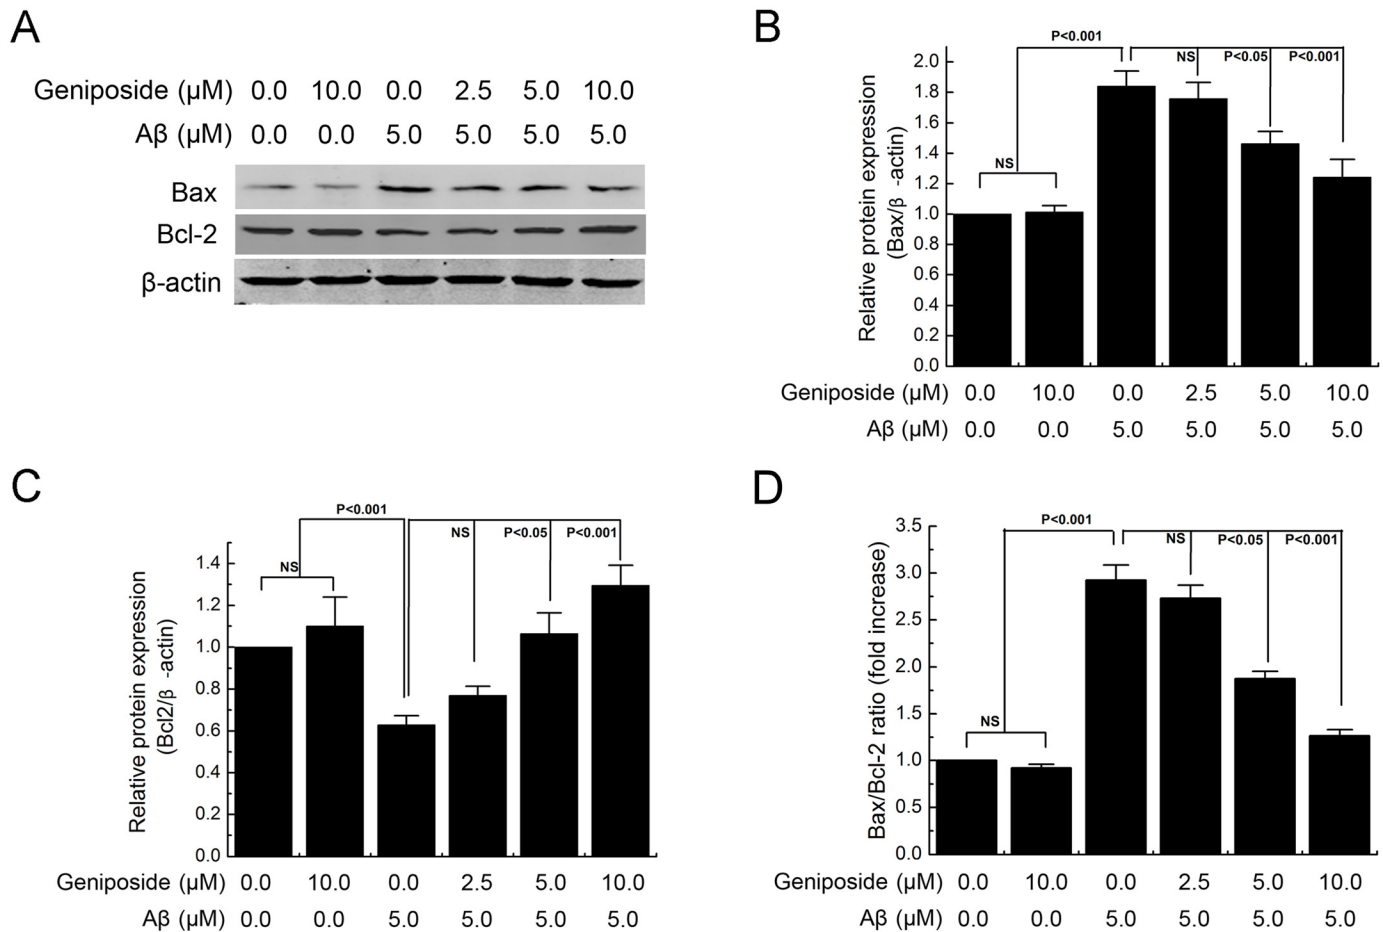 A
Geniposide (μM) 0.0 10.0 0.0 2.5 5.0 10.0
Aβ (μM) 0.0 0.0 5.0 5.0 5.0 5.0
Bax
Bcl-2
β-actin
B
P<0.001
NS P<0.05 P<0.001
NS
Relative protein expression
(Bax/β -actin)
2.0
1.8
1.6
1.4
1.2
1.0
0.8
0.6
0.4
0.2
0.0
Geniposide (μM) 0.0 10.0 0.0 2.5 5.0 10.0
Aβ (μM) 0.0 0.0 5.0 5.0 5.0 5.0
C
P<0.001
NS P<0.05 P<0.001
NS
Relative protein expression
(Bcl2/β -actin)
1.4
1.2
1.0
0.8
0.6
0.4
0.2
0.0
Geniposide (μM) 0.0 10.0 0.0 2.5 5.0 10.0
Aβ (μM) 0.0 0.0 5.0 5.0 5.0 5.0
D
P<0.001
NS P<0.05 P<0.001
NS
Bax/Bcl-2 ratio (fold increase)
3.5
3.0
2.5
2.0
1.5
1.0
0.5
0.0
Geniposide (μM) 0.0 10.0 0.0 2.5 5.0 10.0
Aβ (μM) 0.0 0.0 5.0 5.0 5.0 5.0